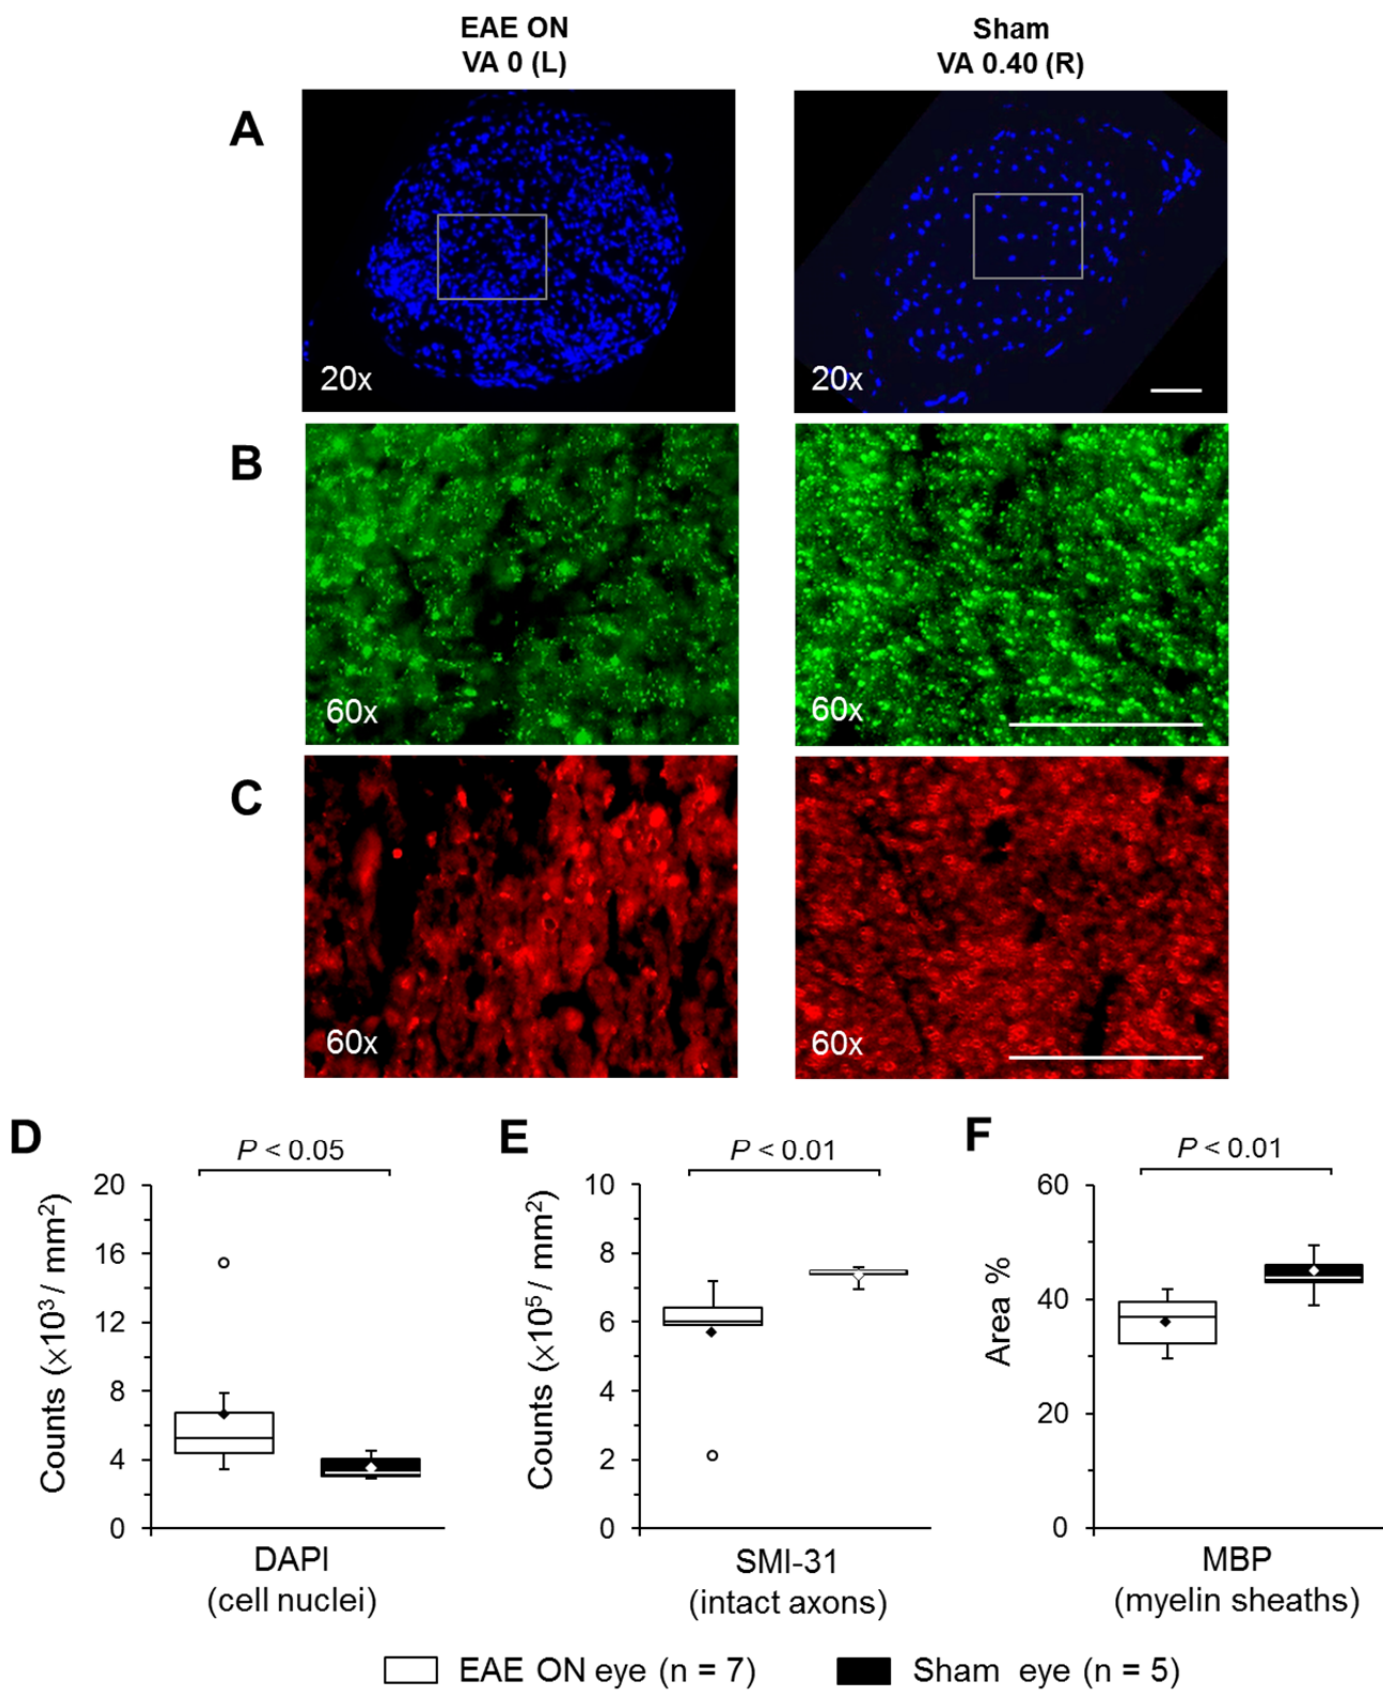 EAE ON
VA 0 (L)
Sham
VA 0.40 (R)
A
20x
20x
B
60x
60x
C
60x
60x
D
P < 0.05
Counts (×10³ / mm²)
20
16
12
8
4
0
DAPI
(cell nuclei)
E
P < 0.01
Counts (×10⁵ / mm²)
10
8
6
4
2
0
SMI-31
(intact axons)
F
P < 0.01
Area %
60
40
20
0
MBP
(myelin sheaths)
EAE ON eye (n = 7)
Sham eye (n = 5)